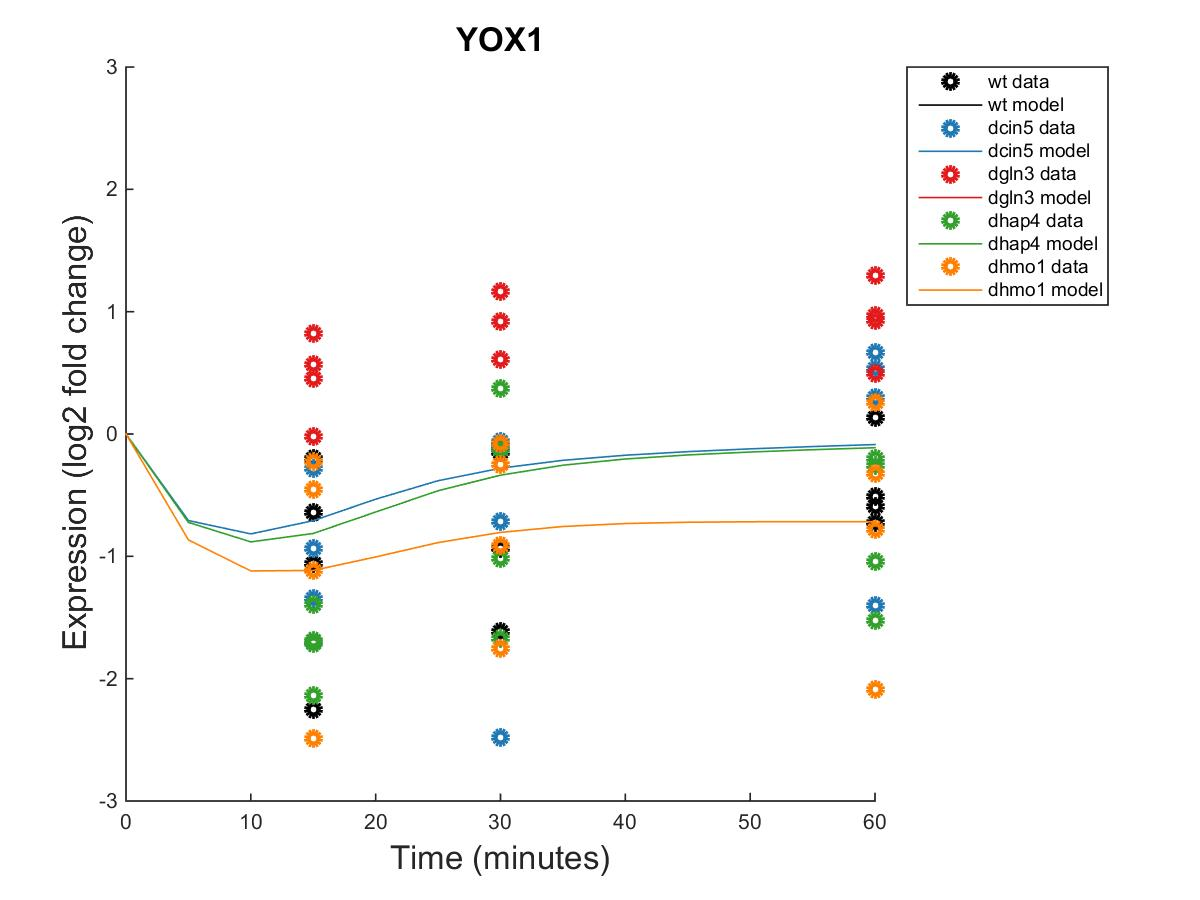 YOX1
3
2
1
0
-1
-2
-3
Expression (log2 fold change)
0 10 20 30 40 50 60
Time (minutes)
wt data
wt model
dcin5 data
dcin5 model
dgln3 data
dgln3 model
dhap4 data
dhap4 model
dhmo1 data
dhmo1 model